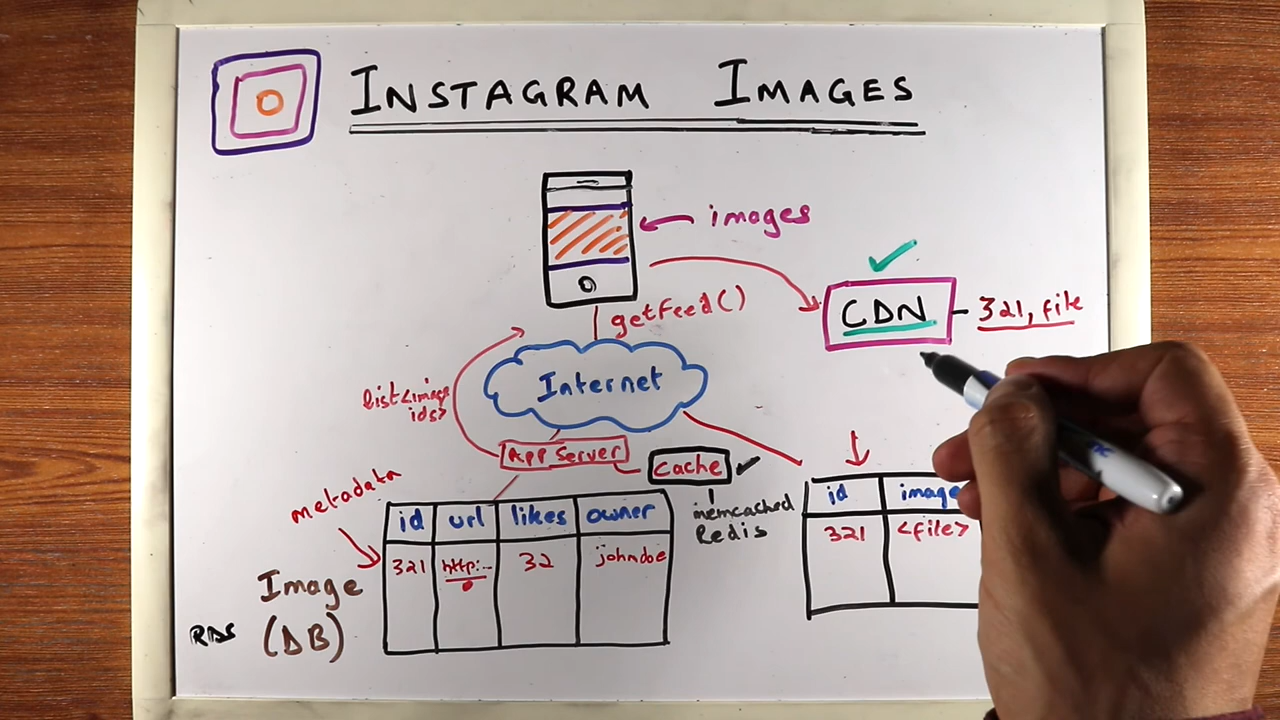 INSTAGRAM IMAGES
images
getFeed()
CDN
321, file
Internet
list<image
ids>
App Server
Cache
memcached
Redis
metadata
id url likes owner
321 http:-- 32 johndoe
Image
(DB)
RDS
id image
321 <file>